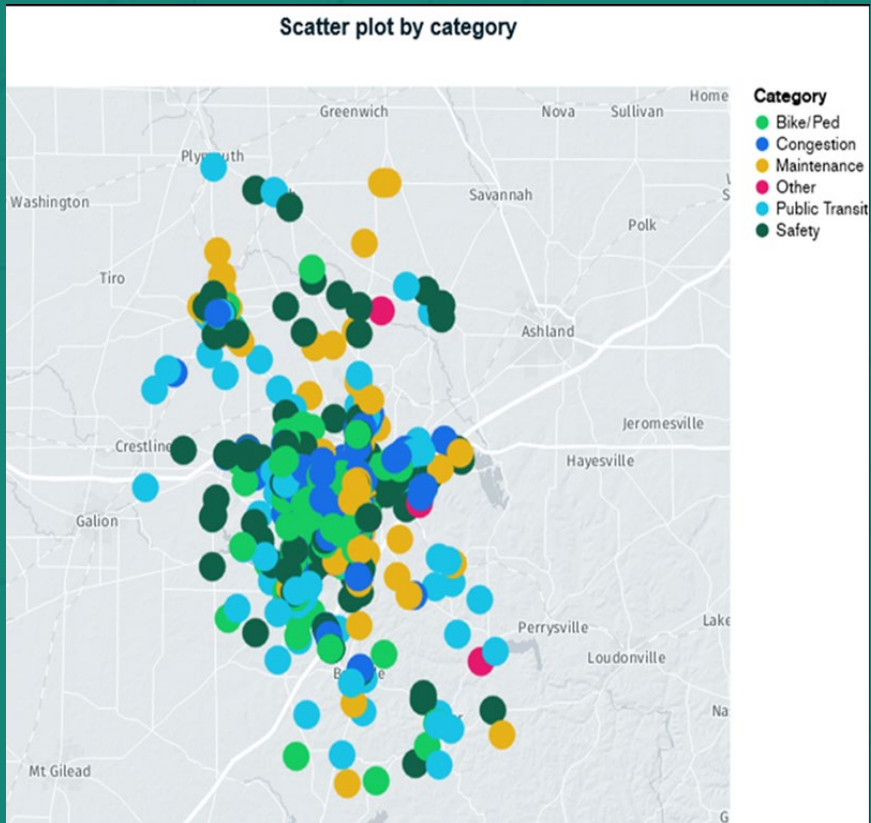 Scatter plot by category
Home
Greenwich
Nova
Sullivan
Category
Bike/Ped
Congestion
Maintenance
Other
Public Transit
Safety
Washington
Savannah
Polk
Tiro
Ashland
Jeromesville
Crestline
Hayesville
Galion
Perrysville
Lake
Loudonville
Na
Mt Gilead
G